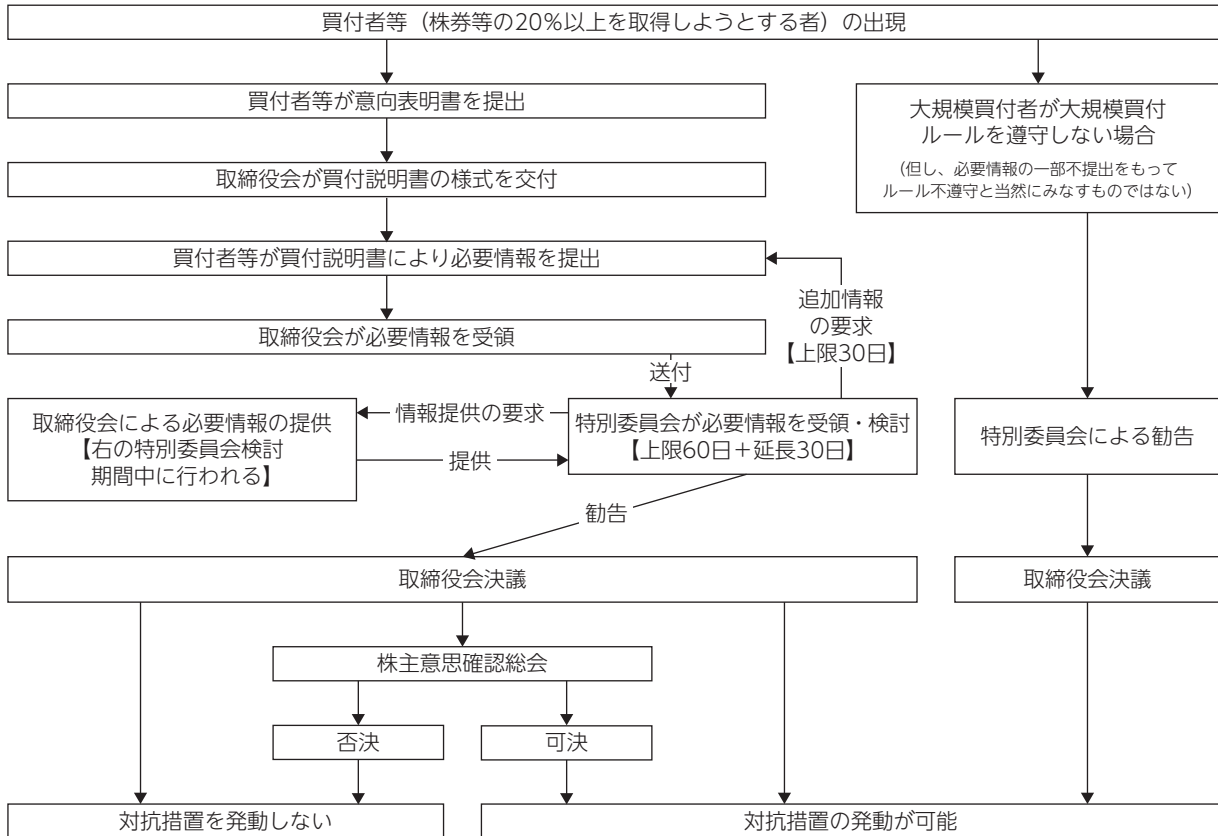 買付者等（株券等の20％以上を取得しようとする者）の出現
買付者等が意向表明書を提出
取締役会が買付説明書の様式を交付
買付者等が買付説明書により必要情報を提出
取締役会が必要情報を受領
大規模買付者が大規模買付
ルールを遵守しない場合
（但し、必要情報の一部不提出をもって
ルール不遵守と当然にみなすものではない）
追加情報
の要求
【上限30日】
送付
取締役会による必要情報の提供
【右の特別委員会検討
期間中に行われる】
情報提供の要求
提供
特別委員会が必要情報を受領・検討
【上限60日＋延長30日】
特別委員会による勧告
勧告
取締役会決議
取締役会決議
株主意思確認総会
否決
可決
対抗措置を発動しない
対抗措置の発動が可能